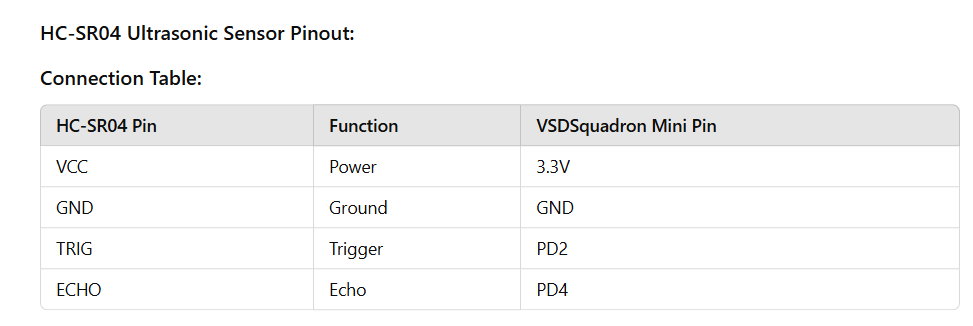 HC-SR04 Ultrasonic Sensor Pinout:
Connection Table:
HC-SR04 Pin Function VSDSquadron Mini Pin
VCC Power 3.3V
GND Ground GND
TRIG Trigger PD2
ECHO Echo PD4